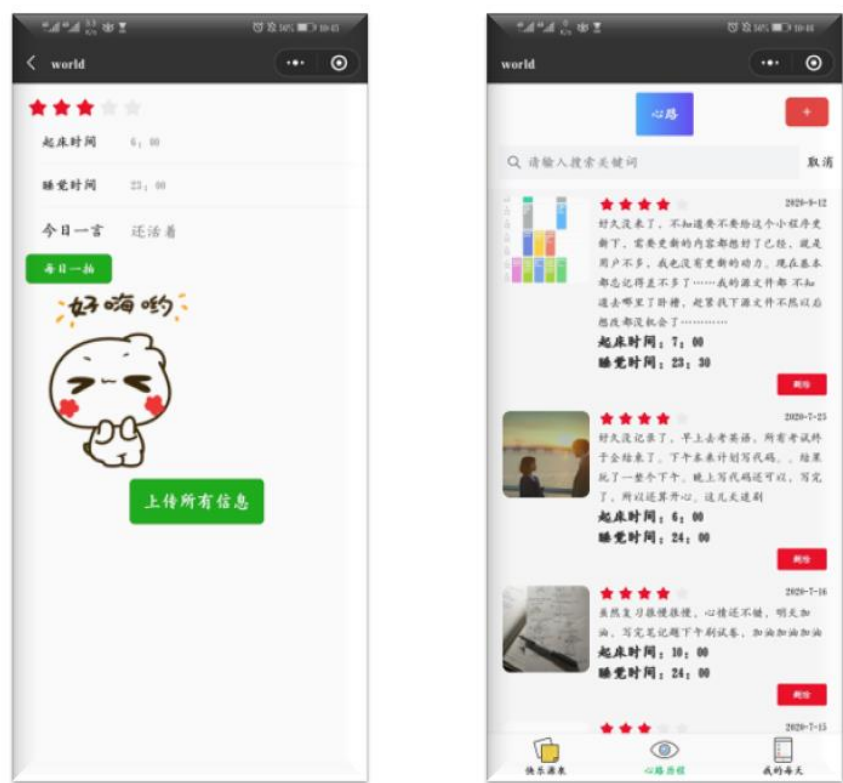 56% 10:45
world
起床时间 6：00
睡觉时间 23：00
今日一言 还活着
每日一拍
好嗨哟
上传所有信息
56% 10:44
world
心路
+
请输入搜索关键词 取消
2020-9-12
好久没来了，不知道要不要给这个小程序更
新下，需要更新的内容都想好了已经，就是
用户不多，我也没有更新的动力。现在基本
都忘记得差不多了……我的源文件都 不知
道去哪里了卧槽，赶紧找下源文件不然以后
想改都没机会了…………
起床时间：7：00
睡觉时间：23：30
删除
2020-7-25
好久没记录了，早上去考英语，所有考试终
于全结束了。下午本来计划写代码。。结果
玩了一整个下午。晚上写代码还可以，写完
了，所以还算开心。这几天速刷
起床时间：6：00
睡觉时间：24：00
删除
2020-7-16
虽然复习很慢很慢，心情还不错，明天加
油，写完笔记题下午刷试卷，加油加油加油
起床时间：10：00
睡觉时间：24：00
删除
2020-7-15
快乐源泉
心路历程
我的每天